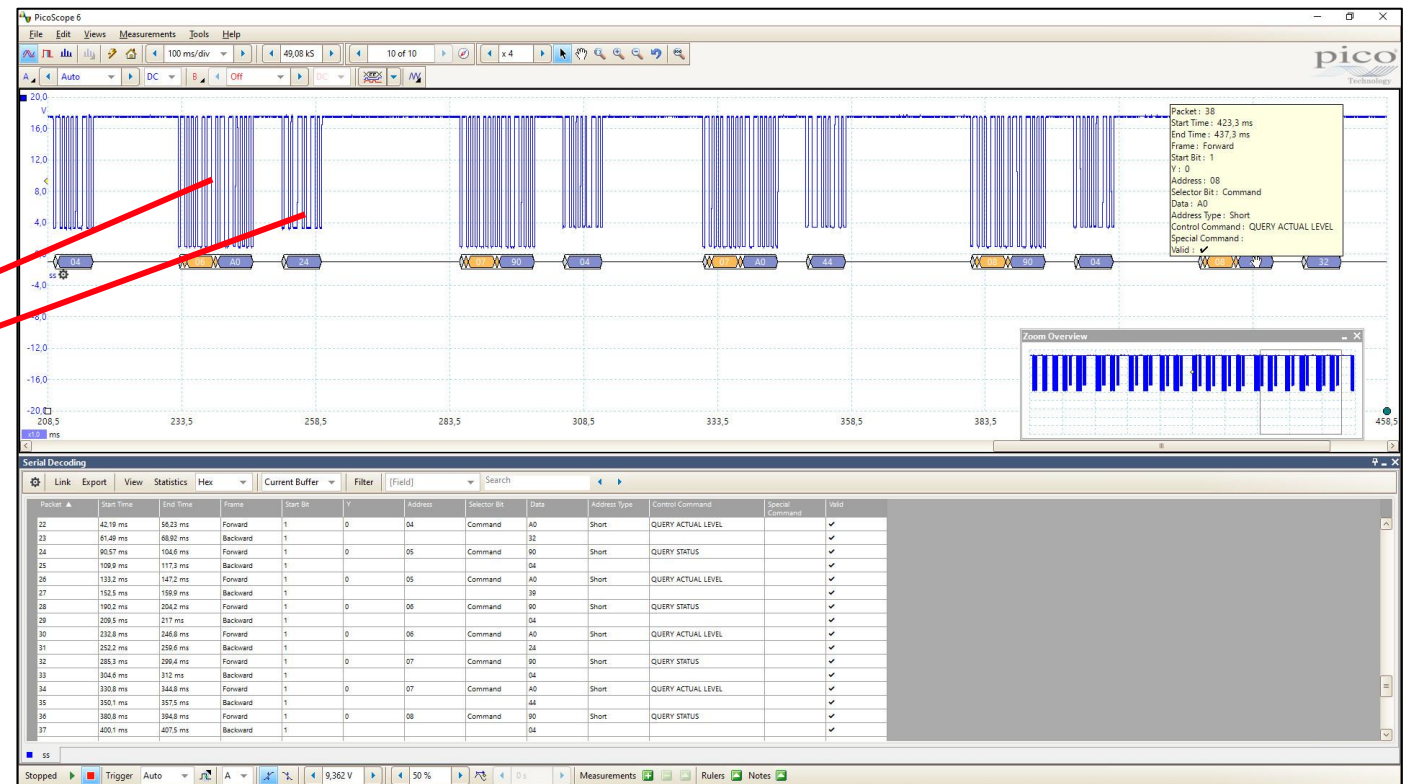 PicoScope 6
File Edit Views Measurements Tools Help
100 ms/div 49,08 kS 10 of 10 x 4
pico
Technology
A Auto DC B Off DC
20,0
V
16,0
12,0
8,0
4,0
-4,0
-8,0
-12,0
-16,0
-20,0
04 06 A0 24 07 90 04 07 A0 44 08 90 04 08 32
ss
Packet : 38
Start Time : 423,3 ms
End Time : 437,3 ms
Frame : Forward
Start Bit : 1
Y : 0
Address : 08
Selector Bit : Command
Data : A0
Address Type : Short
Control Command : QUERY ACTUAL LEVEL
Special Command :
Valid : ✔
Zoom Overview
208,5 233,5 258,5 283,5 308,5 333,5 358,5 383,5 458,5
x1,0 ms
Serial Decoding
Link Export View Statistics Hex Current Buffer Filter [Field] Search
Packet Start Time End Time Frame Start Bit Y Address Selector Bit Data Address Type Control Command Special Command Valid
22 42,19 ms 56,23 ms Forward 1 0 04 Command A0 Short QUERY ACTUAL LEVEL ✔
23 61,49 ms 68,92 ms Backward 1 32 ✔
24 90,57 ms 104,6 ms Forward 1 0 05 Command 90 Short QUERY STATUS ✔
25 109,9 ms 117,3 ms Backward 1 04 ✔
26 133,2 ms 147,2 ms Forward 1 0 05 Command A0 Short QUERY ACTUAL LEVEL ✔
27 152,5 ms 159,9 ms Backward 1 39 ✔
28 190,2 ms 204,2 ms Forward 1 0 06 Command 90 Short QUERY STATUS ✔
29 209,5 ms 217 ms Backward 1 04 ✔
30 232,8 ms 246,8 ms Forward 1 0 06 Command A0 Short QUERY ACTUAL LEVEL ✔
31 252,2 ms 259,6 ms Backward 1 24 ✔
32 285,3 ms 299,4 ms Forward 1 0 07 Command 90 Short QUERY STATUS ✔
33 304,6 ms 312 ms Backward 1 04 ✔
34 330,8 ms 344,8 ms Forward 1 0 07 Command A0 Short QUERY ACTUAL LEVEL ✔
35 350,1 ms 357,5 ms Backward 1 44 ✔
36 380,8 ms 394,8 ms Forward 1 0 08 Command 90 Short QUERY STATUS ✔
37 400,1 ms 407,5 ms Backward 1 04 ✔
ss
Stopped Trigger Auto A 9,362 V 50 % 0 s Measurements Rulers Notes